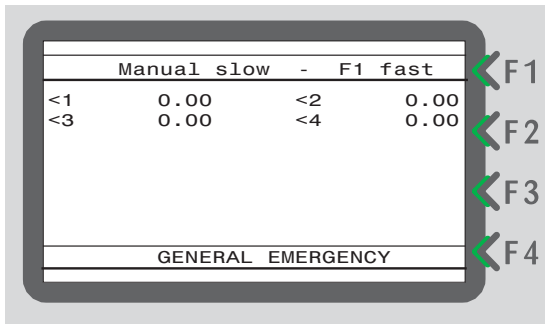 Manual slow - F1 fast
<1 0.00 <2 0.00
<3 0.00 <4 0.00
GENERAL EMERGENCY
F1
F2
F3
F4